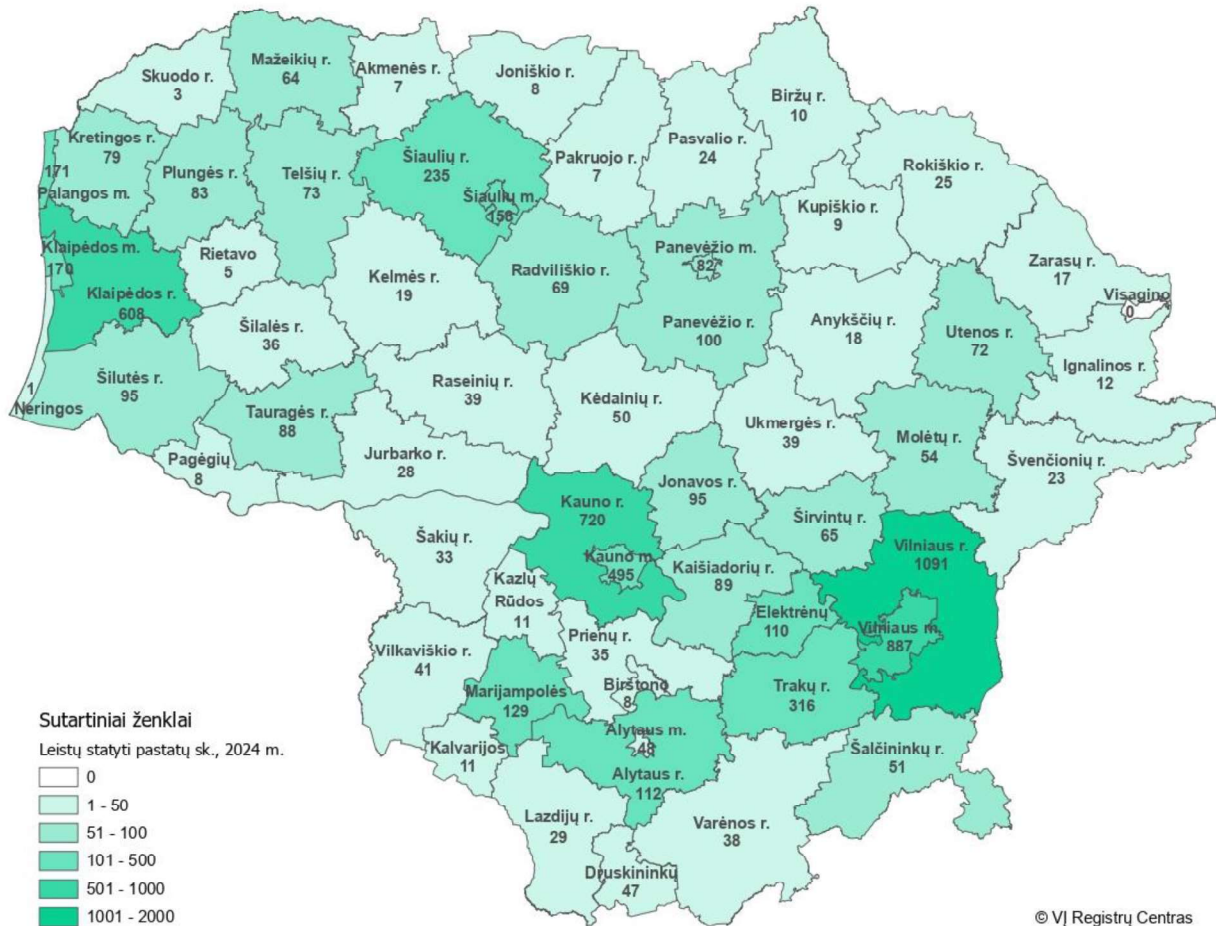 Skuodo r.
3
Mažeikių r.
64
Akmenės r.
7
Joniškio r.
8
Biržų r.
10
Kretingos r.
79
171
Palangos m.
Plungės r.
83
Telšių r.
73
Šiaulių r.
235
Šiaulių m.
158
Pakruojo r.
7
Pasvalio r.
24
Rokiškio r.
25
Kupiškio r.
9
Klaipėdos m.
170
Klaipėdos r.
608
Rietavo
5
Kelmės r.
19
Radviliškio r.
69
Panevėžio m.
82
Panevėžio r.
100
Zarasų r.
17
Visagino
0
Anykščių r.
18
Utenos r.
72
Ignalinos r.
12
Šilalės r.
36
1
Neringos
Šilutės r.
95
Tauragės r.
88
Raseinių r.
39
Kėdainių r.
50
Ukmergės r.
39
Molėtų r.
54
Švenčionių r.
23
Pagėgių
8
Jurbarko r.
28
Jonavos r.
95
Kauno r.
720
Kauno m.
495
Širvintų r.
65
Vilniaus r.
1091
Vilniaus m.
887
Šakių r.
33
Kazlų
Rūdos
11
Kaišiadorių r.
89
Elektrėnų
110
Prienų r.
35
Birštono
8
Vilkaviškio r.
41
Marijampolės
129
Trakų r.
316
Kalvarijos
11
Alytaus m.
48
Alytaus r.
112
Šalčininkų r.
51
Lazdijų r.
29
Varėnos r.
38
Druskininkų
47
Sutartiniai ženklai
Leistų statyti pastatų sk., 2024 m.
0
1 - 50
51 - 100
101 - 500
501 - 1000
1001 - 2000
© VĮ Registrų Centras